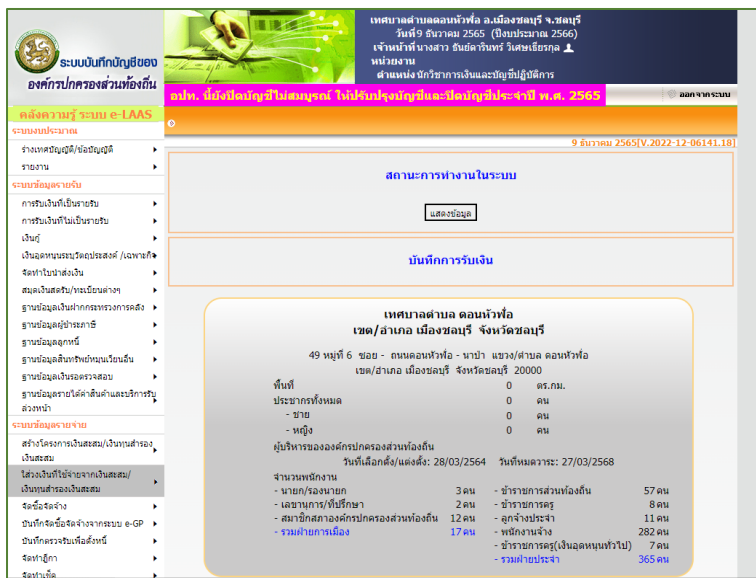 ระบบบันทึกบัญชีของ
องค์กรปกครองส่วนท้องถิ่น
เทศบาลตำบลดอนหัวฬ่อ อ.เมืองชลบุรี จ.ชลบุรี
วันที่9 ธันวาคม 2565 (ปีงบประมาณ 2566)
เจ้าหน้าที่นางสาว ธันย์ดารินทร์ วิเศษเธียรกุล
หน่วยงาน
ตำแหน่ง นักวิชาการเงินและบัญชีปฏิบัติการ
อปท. นี้ยังปิดบัญชีไม่สมบูรณ์ ให้ปรับปรุงบัญชีและปิดบัญชีประจำปี พ.ศ. 2565
ออกจากระบบ
คลังความรู้ ระบบ e-LAAS
ระบบงบประมาณ
ร่างเทศบัญญัติ/ข้อบัญญัติ
รายงาน
ระบบข้อมูลรายรับ
การรับเงินที่เป็นรายรับ
การรับเงินที่ไม่เป็นรายรับ
เงินกู้
เงินอุดหนุนระบุวัตถุประสงค์ /เฉพาะกิจ
จัดทำใบนำส่งเงิน
สมุดเงินสดรับ/ทะเบียนต่างๆ
ฐานข้อมูลเงินฝากกระทรวงการคลัง
ฐานข้อมูลผู้ชำระภาษี
ฐานข้อมูลลูกหนี้
ฐานข้อมูลสินทรัพย์หมุนเวียนอื่น
ฐานข้อมูลเงินรอตรวจสอบ
ฐานข้อมูลรายได้ค่าสินค้าและบริการรับ
ล่วงหน้า
ระบบข้อมูลรายจ่าย
สร้างโครงการเงินสะสม/เงินทุนสำรอง
เงินสะสม
ใส่วงเงินที่ใช้จ่ายจากเงินสะสม/
เงินทุนสำรองเงินสะสม
จัดซื้อจัดจ้าง
บันทึกจัดซื้อจัดจ้างจากระบบ e-GP
บันทึกตรวจรับเพื่อตั้งหนี้
จัดทำฎีกา
จัดทำเช็ค
9 ธันวาคม 2565[V.2022-12-06141.18]
สถานะการทำงานในระบบ
แสดงข้อมูล
บันทึกการรับเงิน
เทศบาลตำบล ดอนหัวฬ่อ
เขต/อำเภอ เมืองชลบุรี จังหวัดชลบุรี
49 หมู่ที่ 6 ซอย - ถนนดอนหัวฬ่อ - นาป่า แขวง/ตำบล ดอนหัวฬ่อ
เขต/อำเภอ เมืองชลบุรี จังหวัดชลบุรี 20000
พื้นที่ 0 ตร.กม.
ประชากรทั้งหมด 0 คน
- ชาย 0 คน
- หญิง 0 คน
ผู้บริหารขององค์กรปกครองส่วนท้องถิ่น
วันที่เลือกตั้ง/แต่งตั้ง: 28/03/2564 วันที่หมดวาระ: 27/03/2568
จำนวนพนักงาน
- นายก/รองนายก 3 คน - ข้าราชการส่วนท้องถิ่น 57 คน
- เลขานุการ/ที่ปรึกษา 2 คน - ข้าราชการครู 8 คน
- สมาชิกสภาองค์กรปกครองส่วนท้องถิ่น 12 คน - ลูกจ้างประจำ 11 คน
- รวมฝ่ายการเมือง 17 คน - พนักงานจ้าง 282 คน
- ข้าราชการครู(เงินอุดหนุนทั่วไป) 7 คน
- รวมฝ่ายประจำ 365 คน